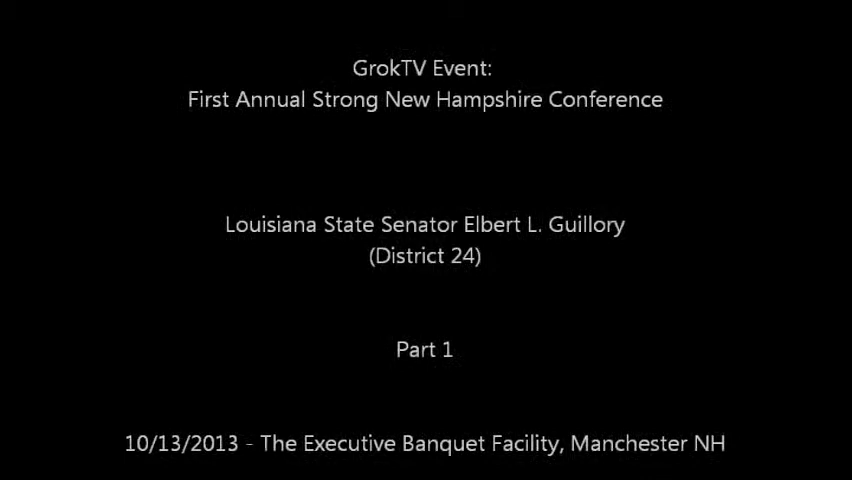 GrokTV Event:
First Annual Strong New Hampshire Conference
Louisiana State Senator Elbert L. Guillory
(District 24)
Part 1
10/13/2013 - The Executive Banquet Facility, Manchester NH